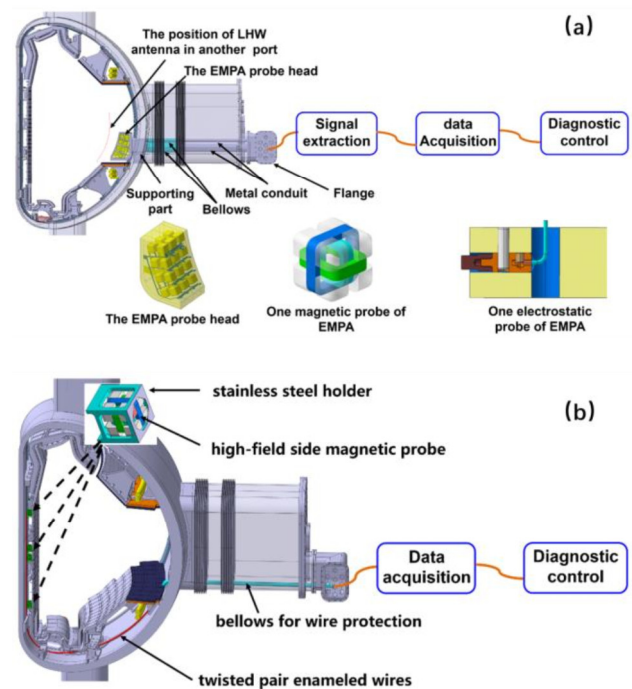 (a)
The position of LHW
antenna in another port
The EMPA probe head
Signal
extraction
data
Acquisition
Diagnostic
control
Supporting
part
Bellows
Metal conduit
Flange
The EMPA probe head
One magnetic probe of
EMPA
One electrostatic
probe of EMPA
(b)
stainless steel holder
high-field side magnetic probe
Data
acquisition
Diagnostic
control
bellows for wire protection
twisted pair enameled wires